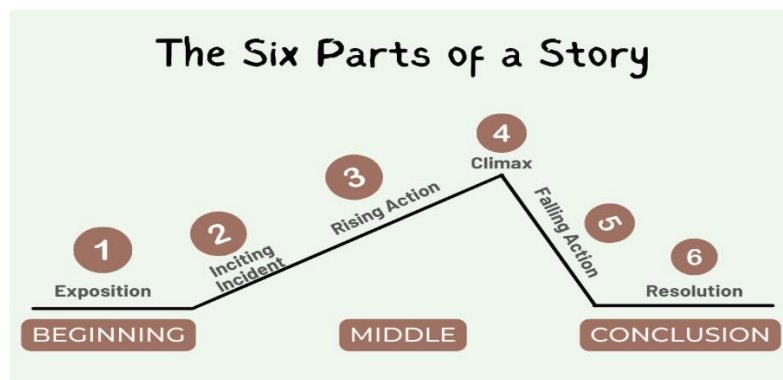 The Six Parts of a Story
1
Exposition
2
Inciting
Incident
3
Rising Action
4
Climax
5
Falling Action
6
Resolution
BEGINNING
MIDDLE
CONCLUSION